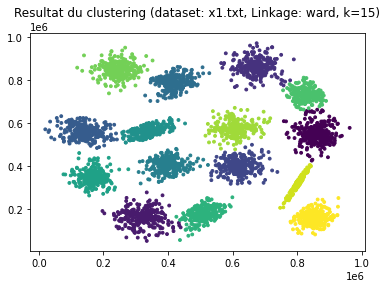 Resultat du clustering (dataset: x1.txt, Linkage: ward, k=15)
1e6
1.0
0.8
0.6
0.4
0.2
0.0 0.2 0.4 0.6 0.8 1.0
1e6